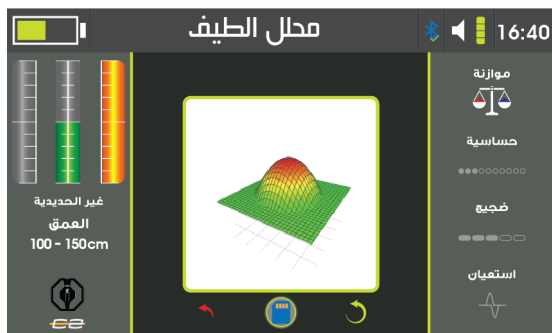 محلل الطيف
16:40
موازنة
حساسية
ضجيج
استعيان
غير الحديدية
العمق
100 - 150cm